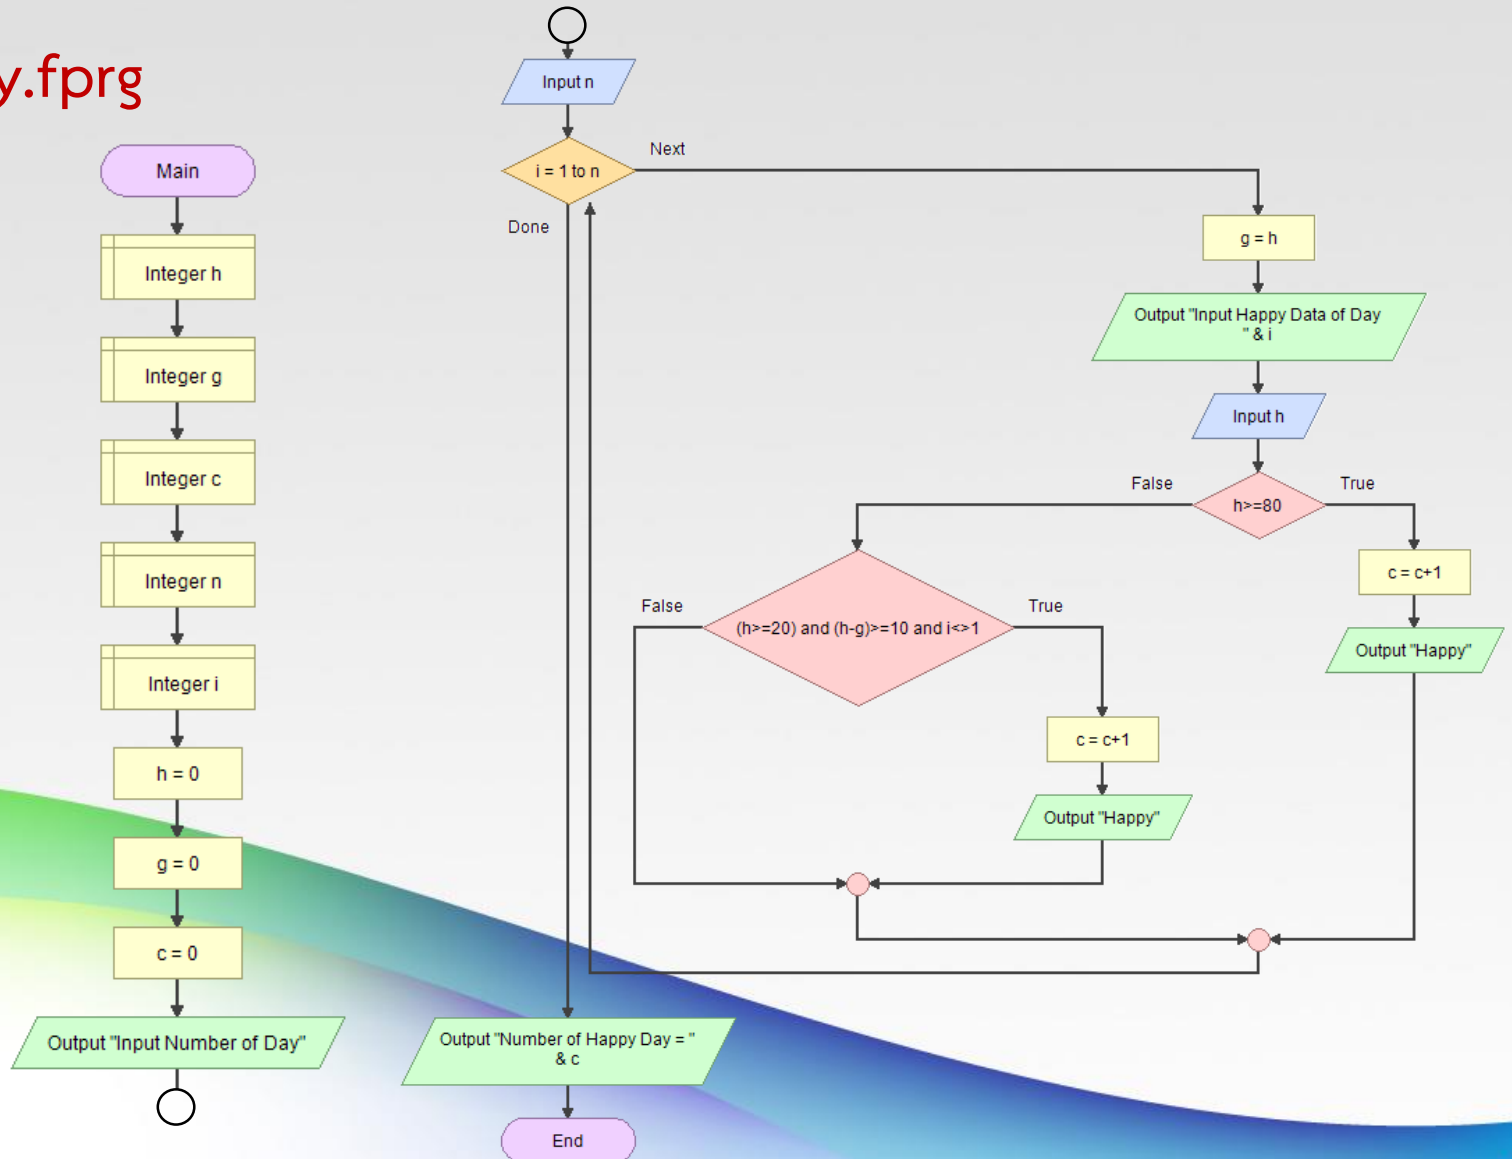 y.fprg
Main
Integer h
Integer g
Integer c
Integer n
Integer i
h = 0
g = 0
c = 0
Output "Input Number of Day"
Input n
i = 1 to n
Next
Done
g = h
Output "Input Happy Data of Day
" & i
Input h
h>=80
False
True
c = c+1
Output "Happy"
(h>=20) and (h-g)>=10 and i<>1
False
True
c = c+1
Output "Happy"
Output "Number of Happy Day = "
& c
End